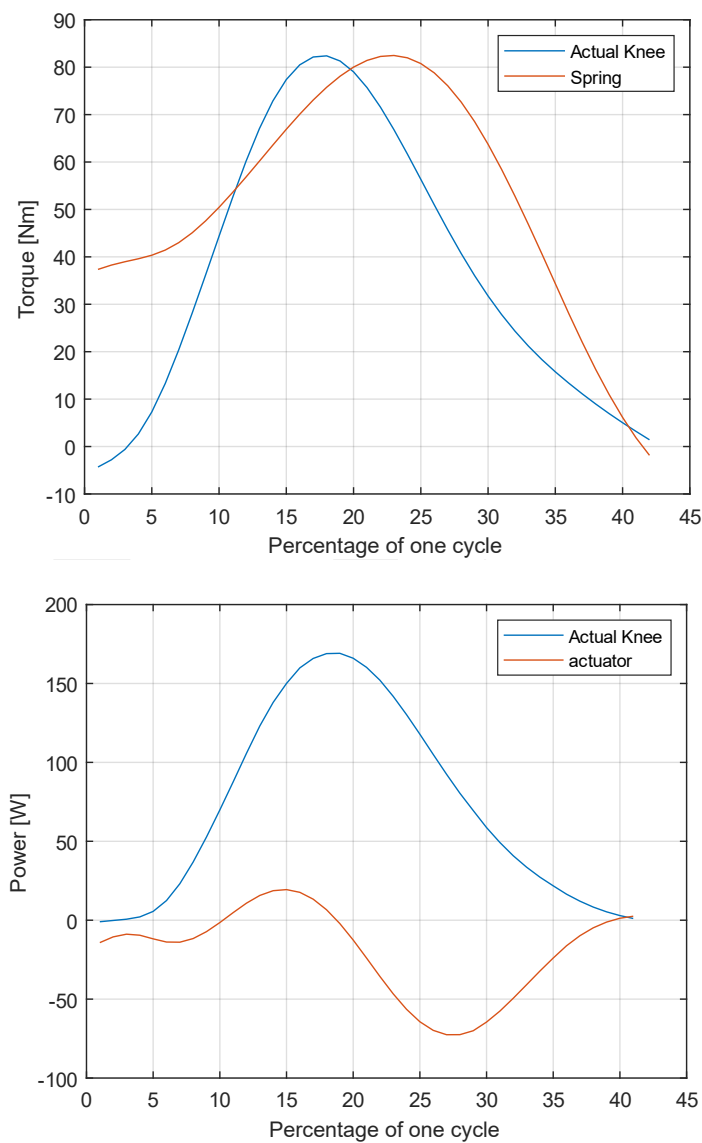 90
80
70
60
50
40
30
20
10
0
-10
Torque [Nm]
Actual Knee
Spring
0 5 10 15 20 25 30 35 40 45
Percentage of one cycle
200
150
100
50
0
-50
-100
Power [W]
Actual Knee
actuator
0 5 10 15 20 25 30 35 40 45
Percentage of one cycle